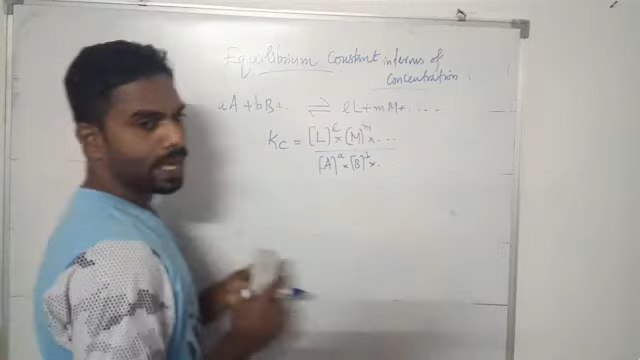 Equilibrium Constant interms of
Concentration.
aA + bB + .. ⇌ lL + mM + ....
Kc = [L]^l × [M]^m × ... / [A]^a × [B]^b × .